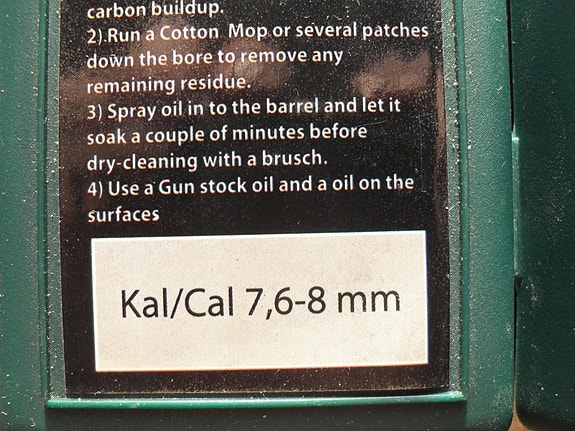 carbon buildup.
2).Run a Cotton Mop or several patches
down the bore to remove any
remaining residue.
3) Spray oil in to the barrel and let it
soak a couple of minutes before
dry-cleaning with a brusch.
4) Use a Gun stock oil and a oil on the
surfaces
Kal/Cal 7,6-8 mm